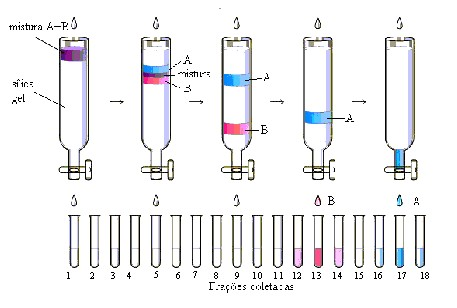 mistura A+B
sílica
gel
A
mistura
B
A
B
A
B
A
1 2 3 4 5 6 7 8 9 10 11 12 13 14 15 16 17 18
Frações coletadas